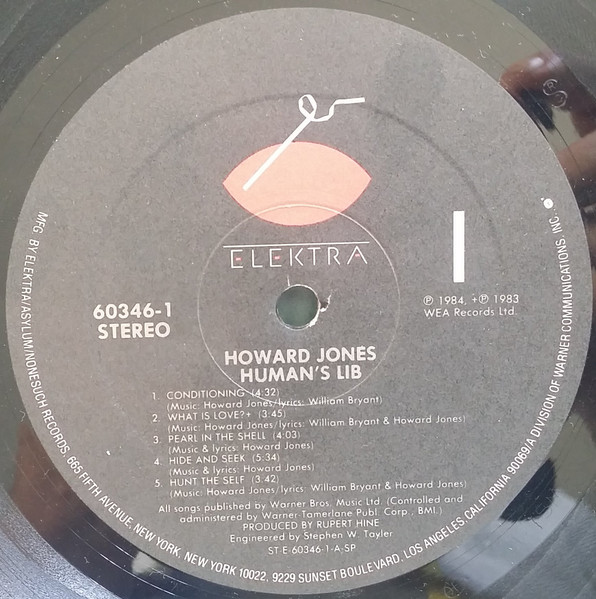 ELEKTRA
I
60346-1
STEREO
℗ 1984, +℗ 1983
WEA Records Ltd.
HOWARD JONES
HUMAN'S LIB
1. CONDITIONING (4:32)
(Music: Howard Jones/lyrics: William Bryant)
2. WHAT IS LOVE?+ (3:45)
(Music: Howard Jones/lyrics: William Bryant & Howard Jones)
3. PEARL IN THE SHELL (4:03)
(Music & lyrics: Howard Jones)
4. HIDE AND SEEK (5:34)
(Music & lyrics: Howard Jones)
5. HUNT THE SELF (3:42)
(Music: Howard Jones/lyrics: William Bryant & Howard Jones)
All songs published by Warner Bros. Music Ltd. (Controlled and
administered by Warner-Tamerlane Publ. Corp., BMI.)
PRODUCED BY RUPERT HINE
Engineered by Stephen W. Tayler
ST-E-60346-1-A-SP
MFG. BY ELEKTRA/ASYLUM/NONESUCH RECORDS, 665 FIFTH AVENUE, NEW YORK, NEW YORK 10022, 9229 SUNSET BOULEVARD, LOS ANGELES, CALIFORNIA 90069/A DIVISION OF WARNER COMMUNICATIONS, INC.